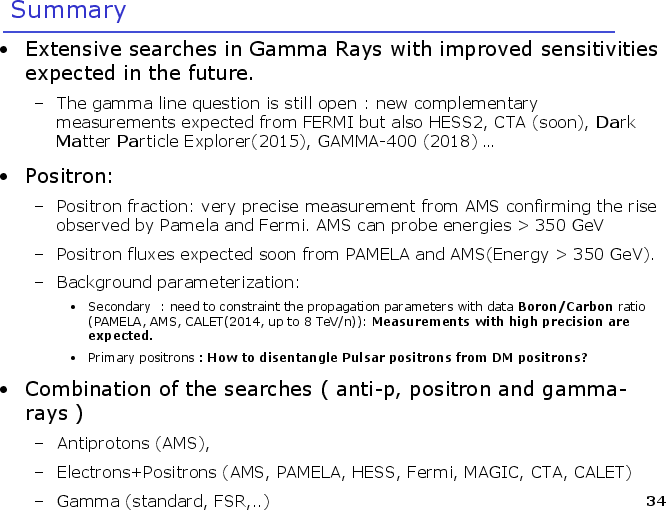 Summary
• Extensive searches in Gamma Rays with improved sensitivities
expected in the future.
– The gamma line question is still open : new complementary
measurements expected from FERMI but also HESS2, CTA (soon), Dark
Matter Particle Explorer(2015), GAMMA-400 (2018) …
• Positron:
– Positron fraction: very precise measurement from AMS confirming the rise
observed by Pamela and Fermi. AMS can probe energies > 350 GeV
– Positron fluxes expected soon from PAMELA and AMS(Energy > 350 GeV).
– Background parameterization:
• Secondary : need to constraint the propagation parameters with data Boron/Carbon ratio
(PAMELA, AMS, CALET(2014, up to 8 TeV/n)): Measurements with high precision are
expected.
• Primary positrons : How to disentangle Pulsar positrons from DM positrons?
• Combination of the searches ( anti-p, positron and gamma-
rays )
– Antiprotons (AMS),
– Electrons+Positrons (AMS, PAMELA, HESS, Fermi, MAGIC, CTA, CALET)
– Gamma (standard, FSR,..)
34